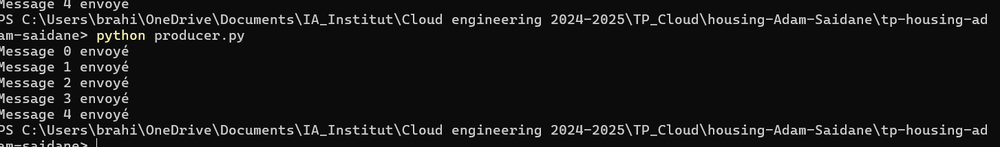 Message 4 envoyé
PS C:\Users\brahi\OneDrive\Documents\IA_Institut\Cloud engineering 2024-2025\TP_Cloud\housing-Adam-Saidane\tp-housing-ad
am-saidane> python producer.py
Message 0 envoyé
Message 1 envoyé
Message 2 envoyé
Message 3 envoyé
Message 4 envoyé
PS C:\Users\brahi\OneDrive\Documents\IA_Institut\Cloud engineering 2024-2025\TP_Cloud\housing-Adam-Saidane\tp-housing-ad
am-saidane>